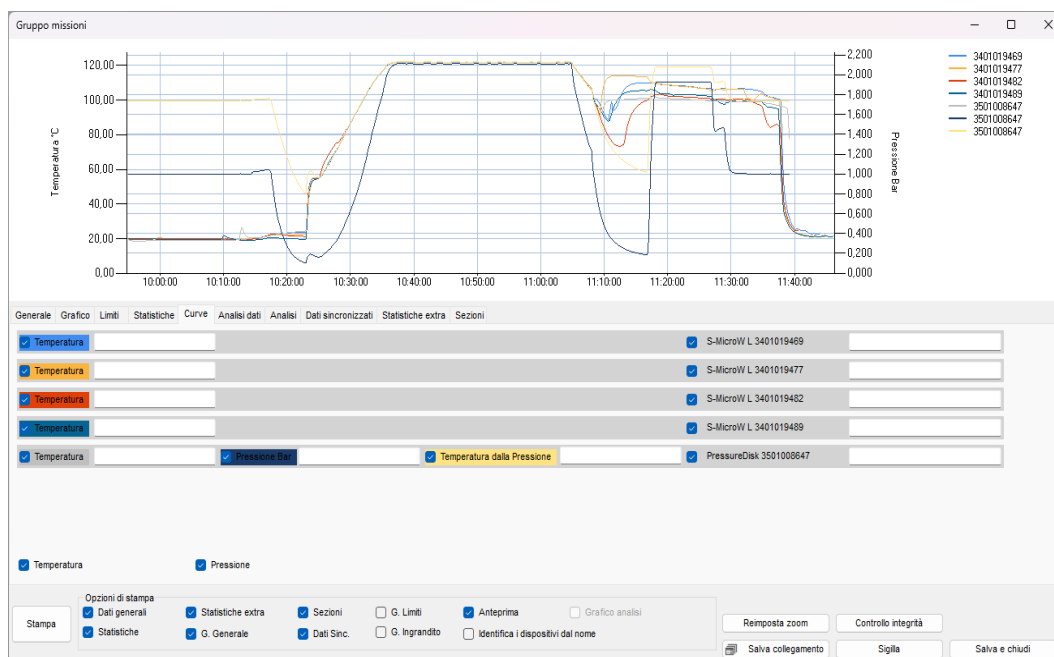 Gruppo missioni
120,00
100,00
80,00
60,00
40,00
20,00
0,00
Temperatura °C
2,200
2,000
1,800
1,600
1,400
1,200
1,000
0,800
0,600
0,400
0,200
0,000
Pressione Bar
10:00:00 10:10:00 10:20:00 10:30:00 10:40:00 10:50:00 11:00:00 11:10:00 11:20:00 11:30:00 11:40:00
3401019469
3401019477
3401019482
3401019489
3501008647
3501008647
3501008647
Generale Grafico Limiti Statistiche Curve Analisi dati Analisi Dati sincronizzati Statistiche extra Sezioni
Temperatura S-MicroW L 3401019469
Temperatura S-MicroW L 3401019477
Temperatura S-MicroW L 3401019482
Temperatura S-MicroW L 3401019489
Temperatura Pressione Bar Temperatura dalla Pressione PressureDisk 3501008647
Temperatura Pressione
Stampa
Opzioni di stampa
Dati generali Statistiche extra Sezioni G. Limiti Anteprima Grafico analisi
Statistiche G. Generale Dati Sinc. G. Ingrandito Identifica i dispositivi dal nome
Reimposta zoom Controllo integrità
Salva collegamento Sigilla Salva e chiudi